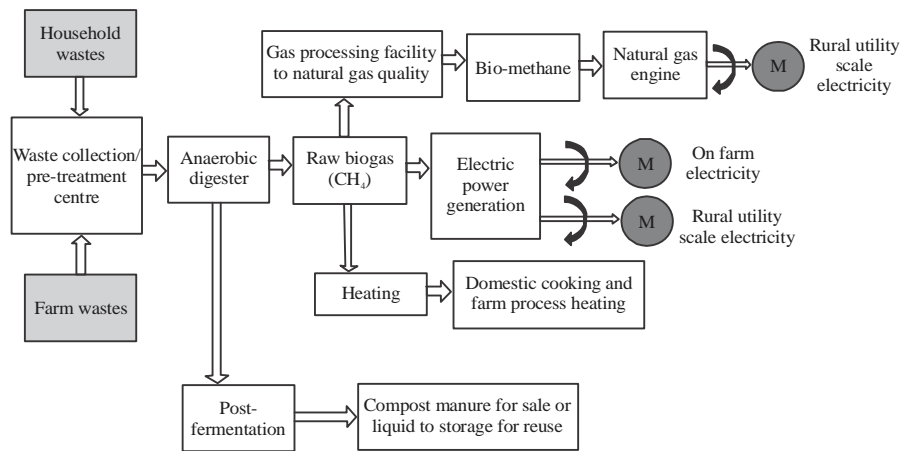 Household
wastes
Waste collection/
pre-treatment
centre
Farm wastes
Anaerobic
digester
Gas processing facility
to natural gas quality
Bio-methane
Natural gas
engine
M
Rural utility
scale electricity
Raw biogas
(CH₄)
Electric
power
generation
M
On farm
electricity
M
Rural utility
scale electricity
Heating
Domestic cooking and
farm process heating
Post-
fermentation
Compost manure for sale or
liquid to storage for reuse